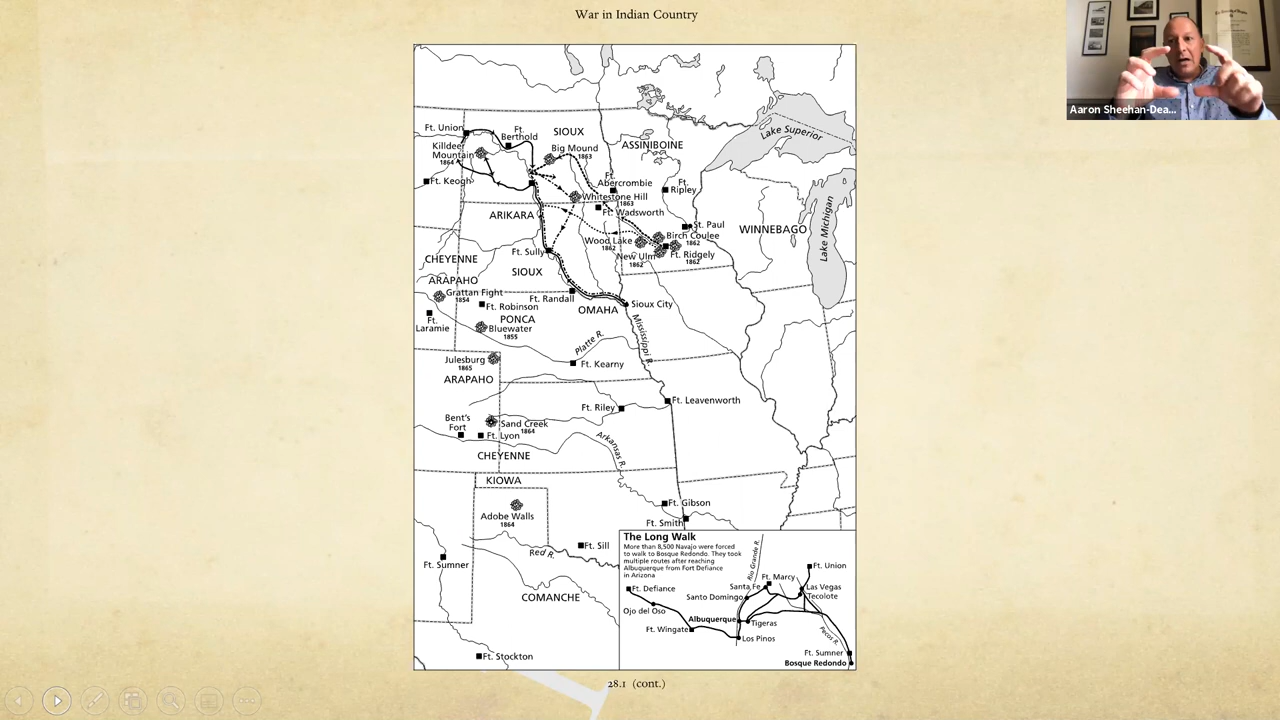 War in Indian Country
Aaron Sheehan-Dea...
Lake Superior
Ft. Union
Ft.
Berthold
SIOUX
Killdee
Mountain
1864
Big Mound
1863
ASSINIBOINE
Ft. Keogh
Ft.
Abercrombie
Ft.
Ripley
Whitestone Hill
1863
Ft. Wadsworth
ARIKARA
St. Paul
Birch Coulee
1862
WINNEBAGO
Lake Michigan
Wood Lake
1862
Ft. Sully
New Ulm
1862
Ft. Ridgely
1862
CHEYENNE
SIOUX
ARAPAHO
Grattan Fight
1854
Ft. Robinson
Ft. Randall
OMAHA
Sioux City
Ft.
Laramie
PONCA
Bluewater
1855
Mississippi R.
Platte R.
Julesburg
1865
Ft. Kearny
ARAPAHO
Ft. Leavenworth
Ft. Riley
Bent's
Fort
Sand Creek
1864
Ft. Lyon
Arkansas R.
CHEYENNE
KIOWA
Adobe Walls
1864
Ft. Gibson
Ft. Smith
Red R.
Ft. Sill
Ft. Sumner
COMANCHE
Ft. Stockton
The Long Walk
More than 8,500 Navajo were forced
to walk to Bosque Redondo. They took
multiple routes after reaching
Albuquerque from Fort Defiance
in Arizona
Rio Grande R.
Ft. Union
Ft. Marcy
Santa Fe
Las Vegas
Tecolote
Ft. Defiance
Santo Domingo
Ojo del Oso
Albuquerque
Tigeras
Ft. Wingate
Los Pinos
Pecos R.
Ft. Sumner
Bosque Redondo
28.1 (cont.)